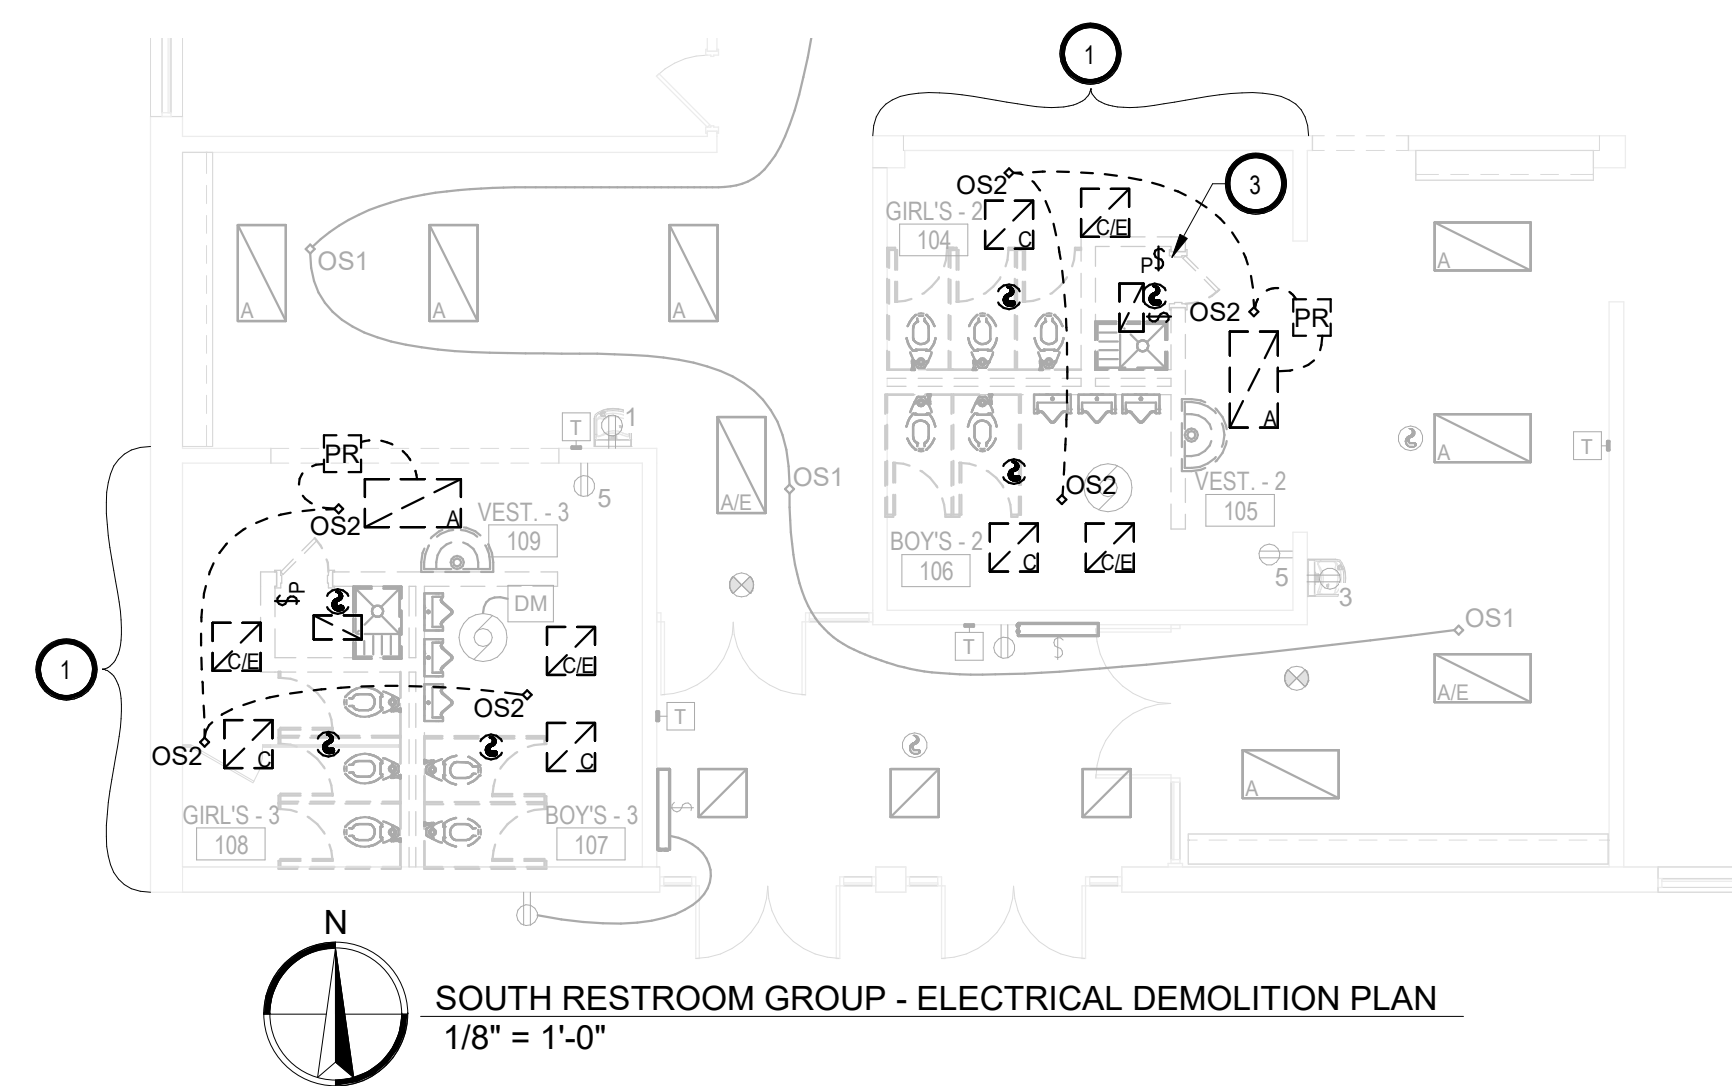 1
OS2
3
GIRL'S - 2
104
C
C/E
P$
$
OS1
A
A
A
A
OS2
PR
A
1
T
A
T
PR
OS2
A
5
VEST. - 3
109
A/E
OS1
OS2
VEST. - 2
105
BOY'S - 2
106
C
C/E
5
3
$P
DM
C/E
C/E
T
$
OS1
A/E
1
OS2
T
OS2
C
C
A
$
GIRL'S - 3
108
BOY'S - 3
107
N
SOUTH RESTROOM GROUP - ELECTRICAL DEMOLITION PLAN
1/8" = 1'-0"